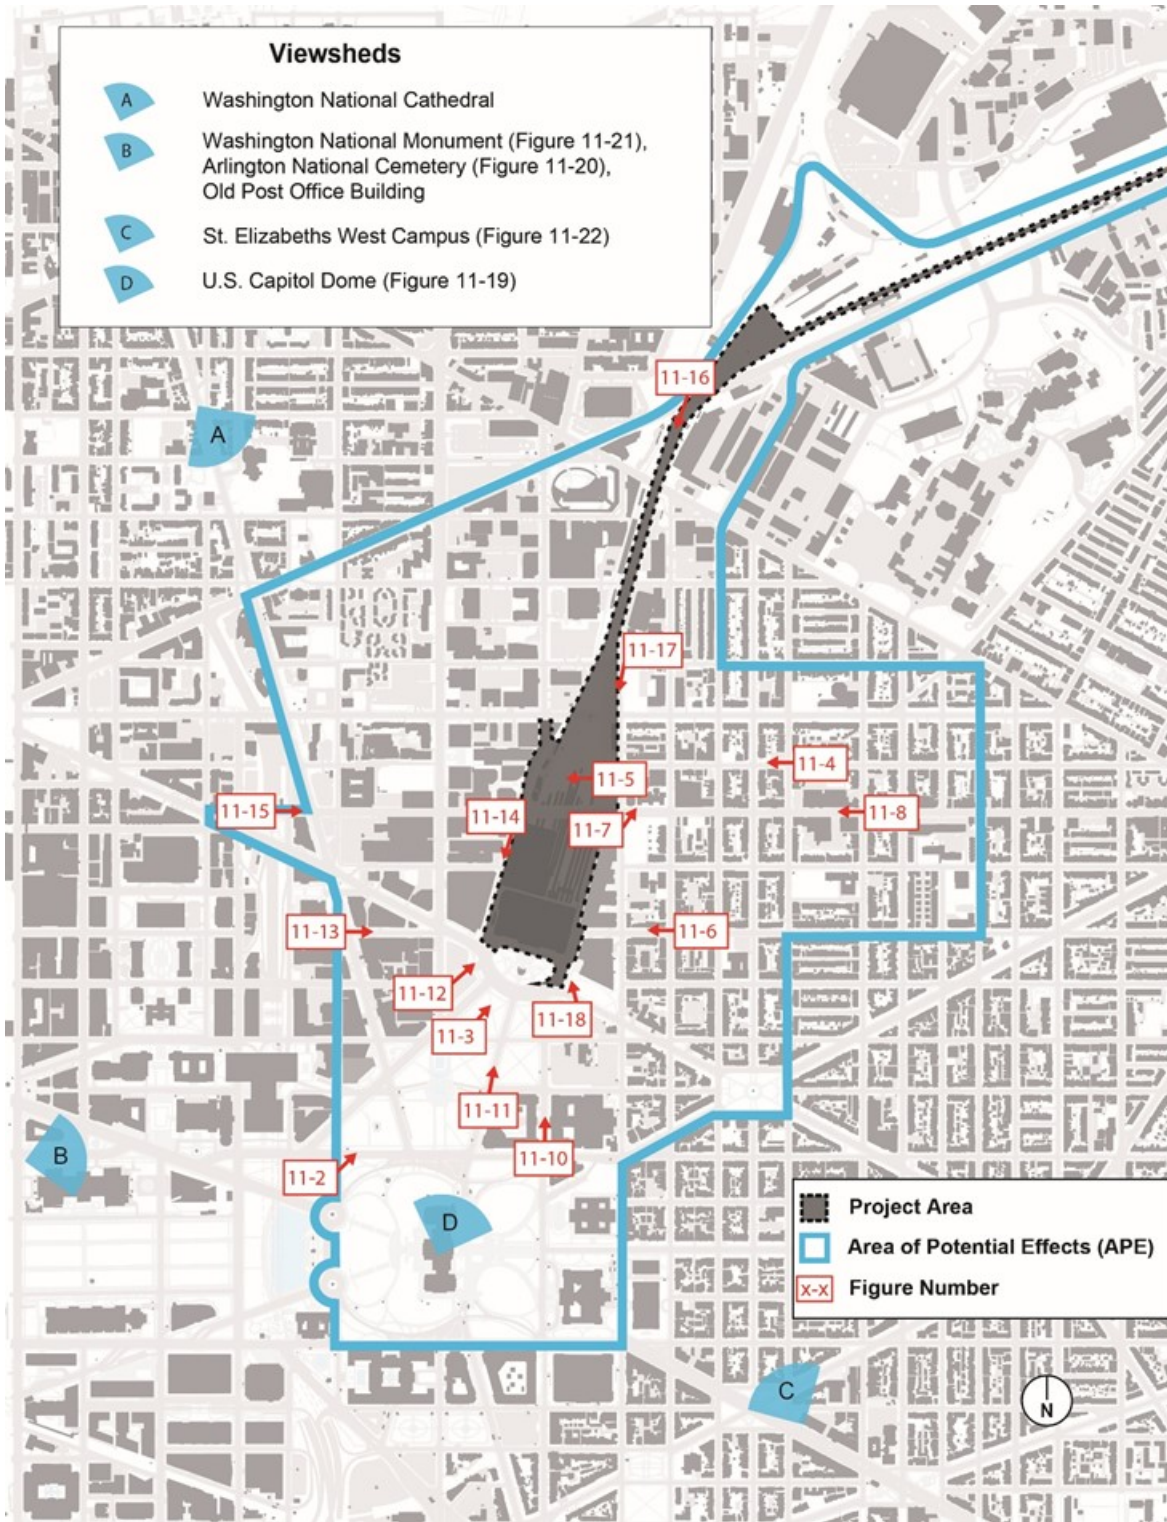 Viewsheds
A Washington National Cathedral
B Washington National Monument (Figure 11-21),
Arlington National Cemetery (Figure 11-20),
Old Post Office Building
C St. Elizabeths West Campus (Figure 11-22)
D U.S. Capitol Dome (Figure 11-19)
11-16
A
11-17
11-4
11-5
11-15
11-14
11-7
11-8
11-13
11-6
11-12
11-18
11-3
11-11
11-10
B
11-2
D
Project Area
Area of Potential Effects (APE)
x-x Figure Number
C
N